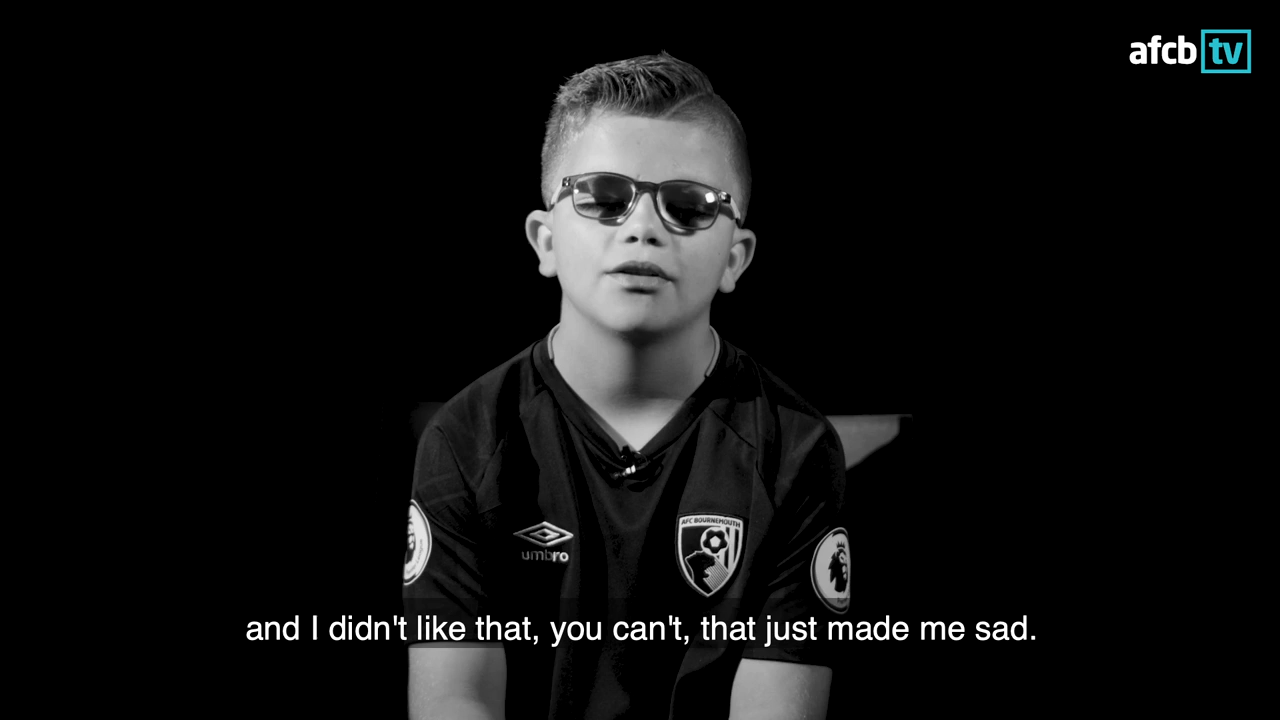 afcb tv
AFC BOURNEMOUTH
umbro
and I didn't like that, you can't, that just made me sad.